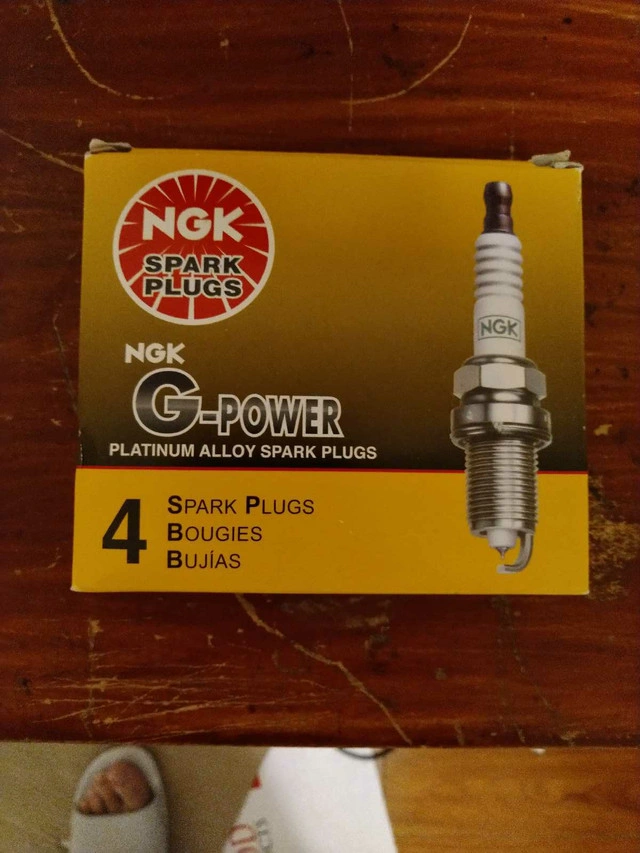 NGK
SPARK
PLUGS
NGK
NGK
G-POWER
PLATINUM ALLOY SPARK PLUGS
4
SPARK PLUGS
BOUGIES
BUJÍAS